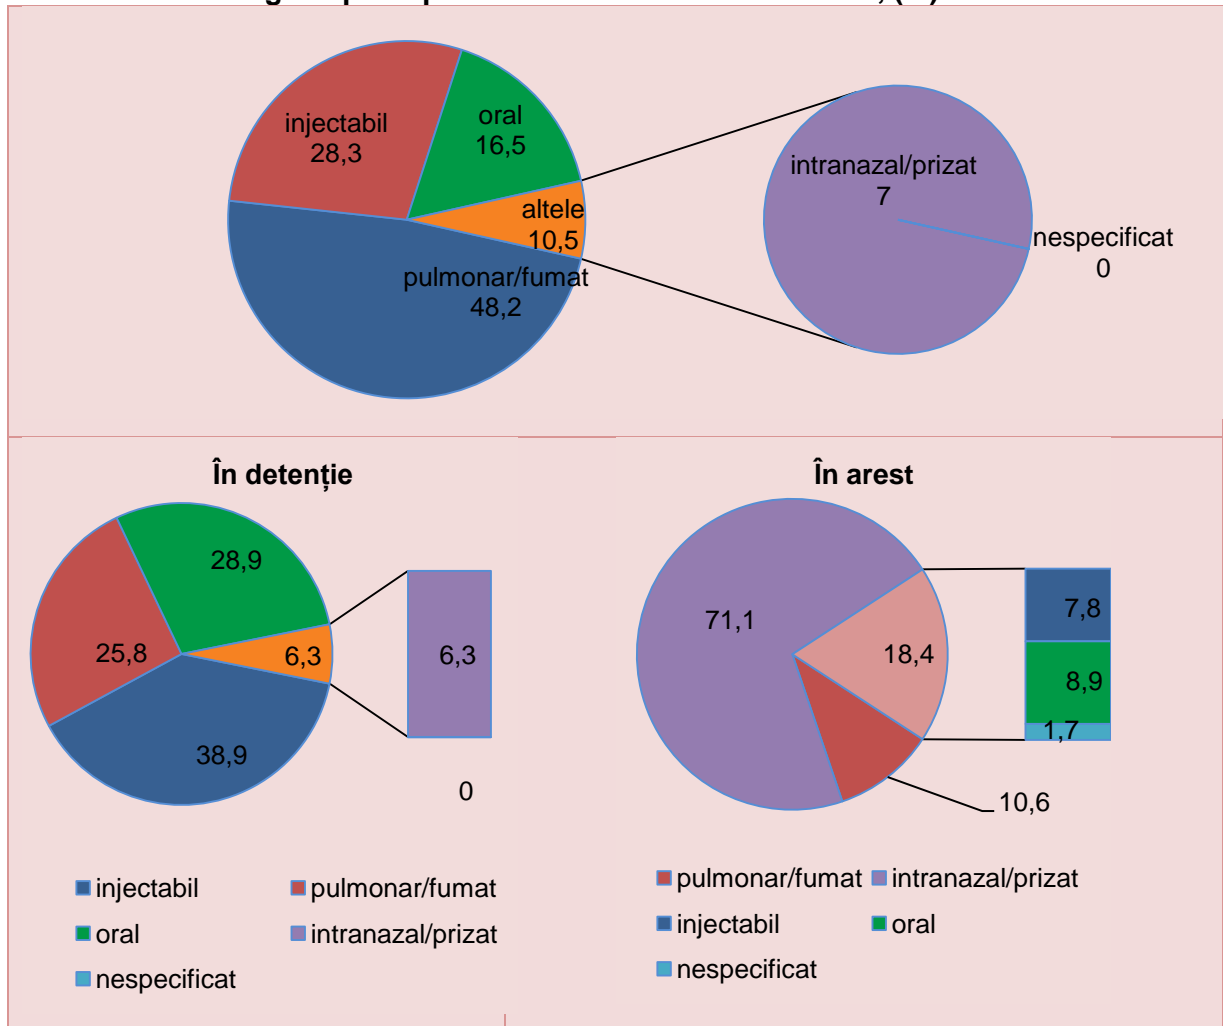 injectabil
28,3
oral
16,5
altele
10,5
pulmonar/fumat
48,2
intranazal/prizat
7
nespecificat
0
În detenție
28,9
25,8
6,3
6,3
38,9
0
injectabil
pulmonar/fumat
oral
intranazal/prizat
nespecificat
În arest
71,1
18,4
7,8
8,9
1,7
10,6
pulmonar/fumat
intranazal/prizat
injectabil
oral
nespecificat